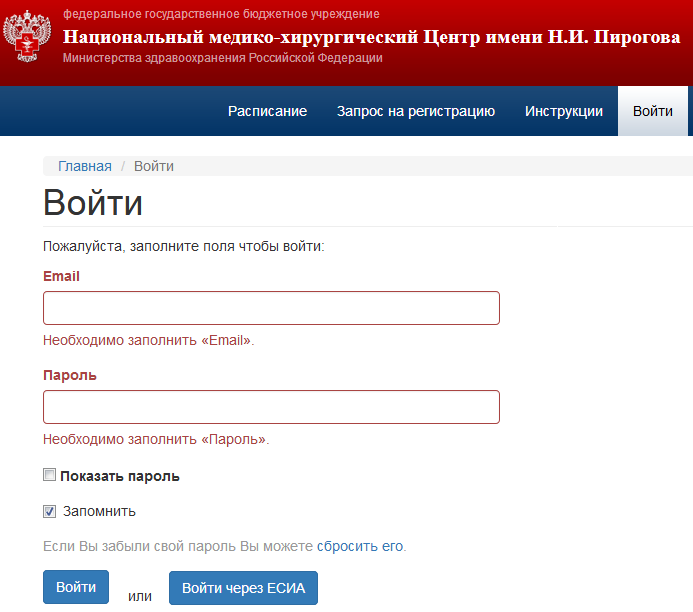 федеральное государственное бюджетное учреждение
Национальный медико-хирургический Центр имени Н.И. Пирогова
Министерства здравоохранения Российской Федерации
Расписание Запрос на регистрацию Инструкции Войти
Главная / Войти
Войти
Пожалуйста, заполните поля чтобы войти:
Email
Необходимо заполнить «Email».
Пароль
Необходимо заполнить «Пароль».
Показать пароль
Запомнить
Если Вы забыли свой пароль Вы можете сбросить его.
Войти или Войти через ЕСИА